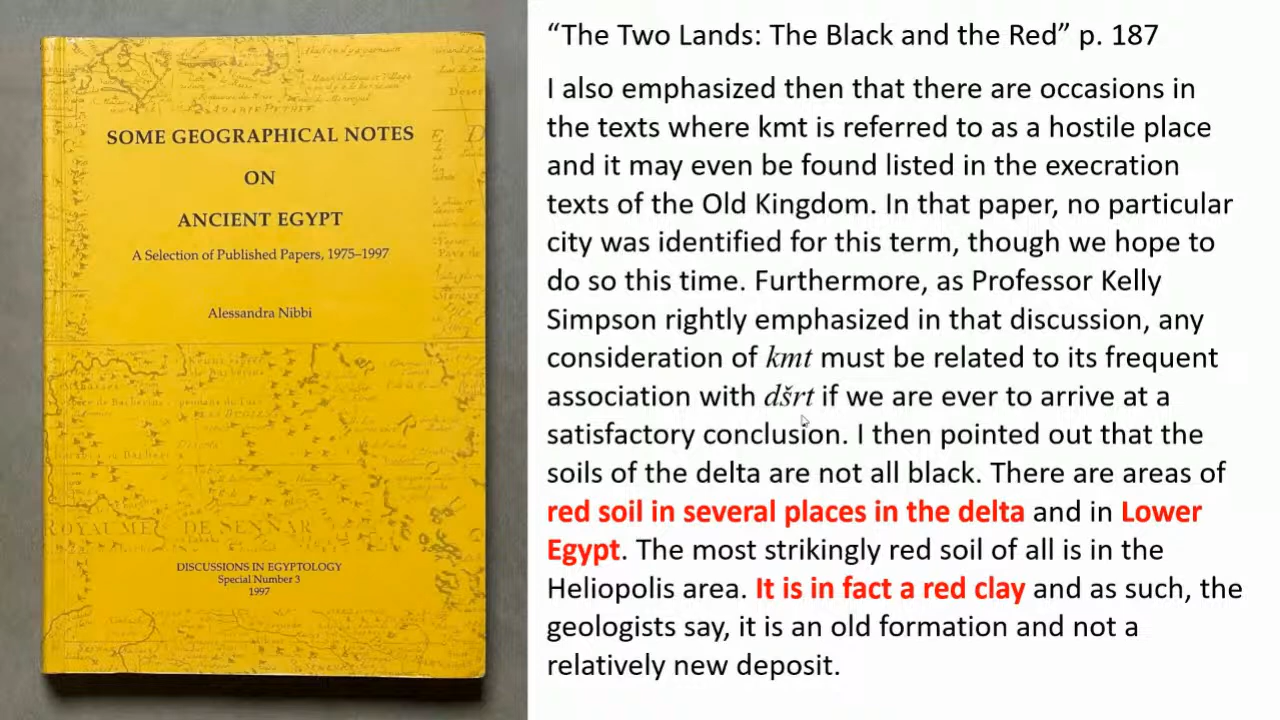 SOME GEOGRAPHICAL NOTES
ON
ANCIENT EGYPT
A Selection of Published Papers, 1975–1997
Alessandra Nibbi
ROYAUME DE SENNAR
DISCUSSIONS IN EGYPTOLOGY
Special Number 3
1997
“The Two Lands: The Black and the Red” p. 187
I also emphasized then that there are occasions in
the texts where kmt is referred to as a hostile place
and it may even be found listed in the execration
texts of the Old Kingdom. In that paper, no particular
city was identified for this term, though we hope to
do so this time. Furthermore, as Professor Kelly
Simpson rightly emphasized in that discussion, any
consideration of kmt must be related to its frequent
association with dšrt if we are ever to arrive at a
satisfactory conclusion. I then pointed out that the
soils of the delta are not all black. There are areas of
red soil in several places in the delta and in Lower
Egypt. The most strikingly red soil of all is in the
Heliopolis area. It is in fact a red clay and as such, the
geologists say, it is an old formation and not a
relatively new deposit.